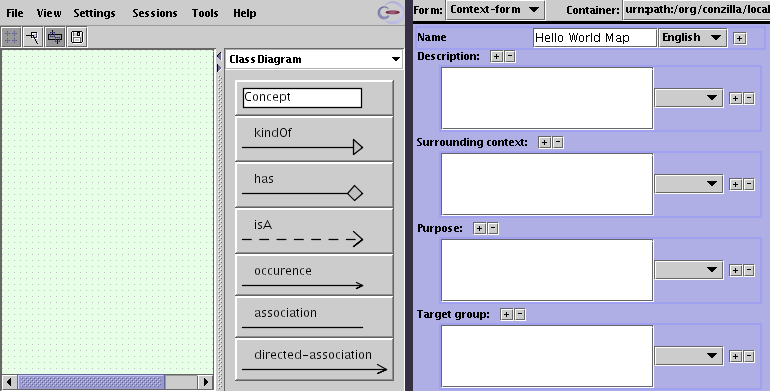 File View Settings Sessions Tools Help
Class Diagram
Concept
kindOf
has
isA
occurence
association
directed-association
Form: Context-form Container: urn:path:/org/conzilla/local
Name Hello World Map English +
Description: + -
+ -
Surrounding context: + -
+ -
Purpose: + -
+ -
Target group: + -
+ -